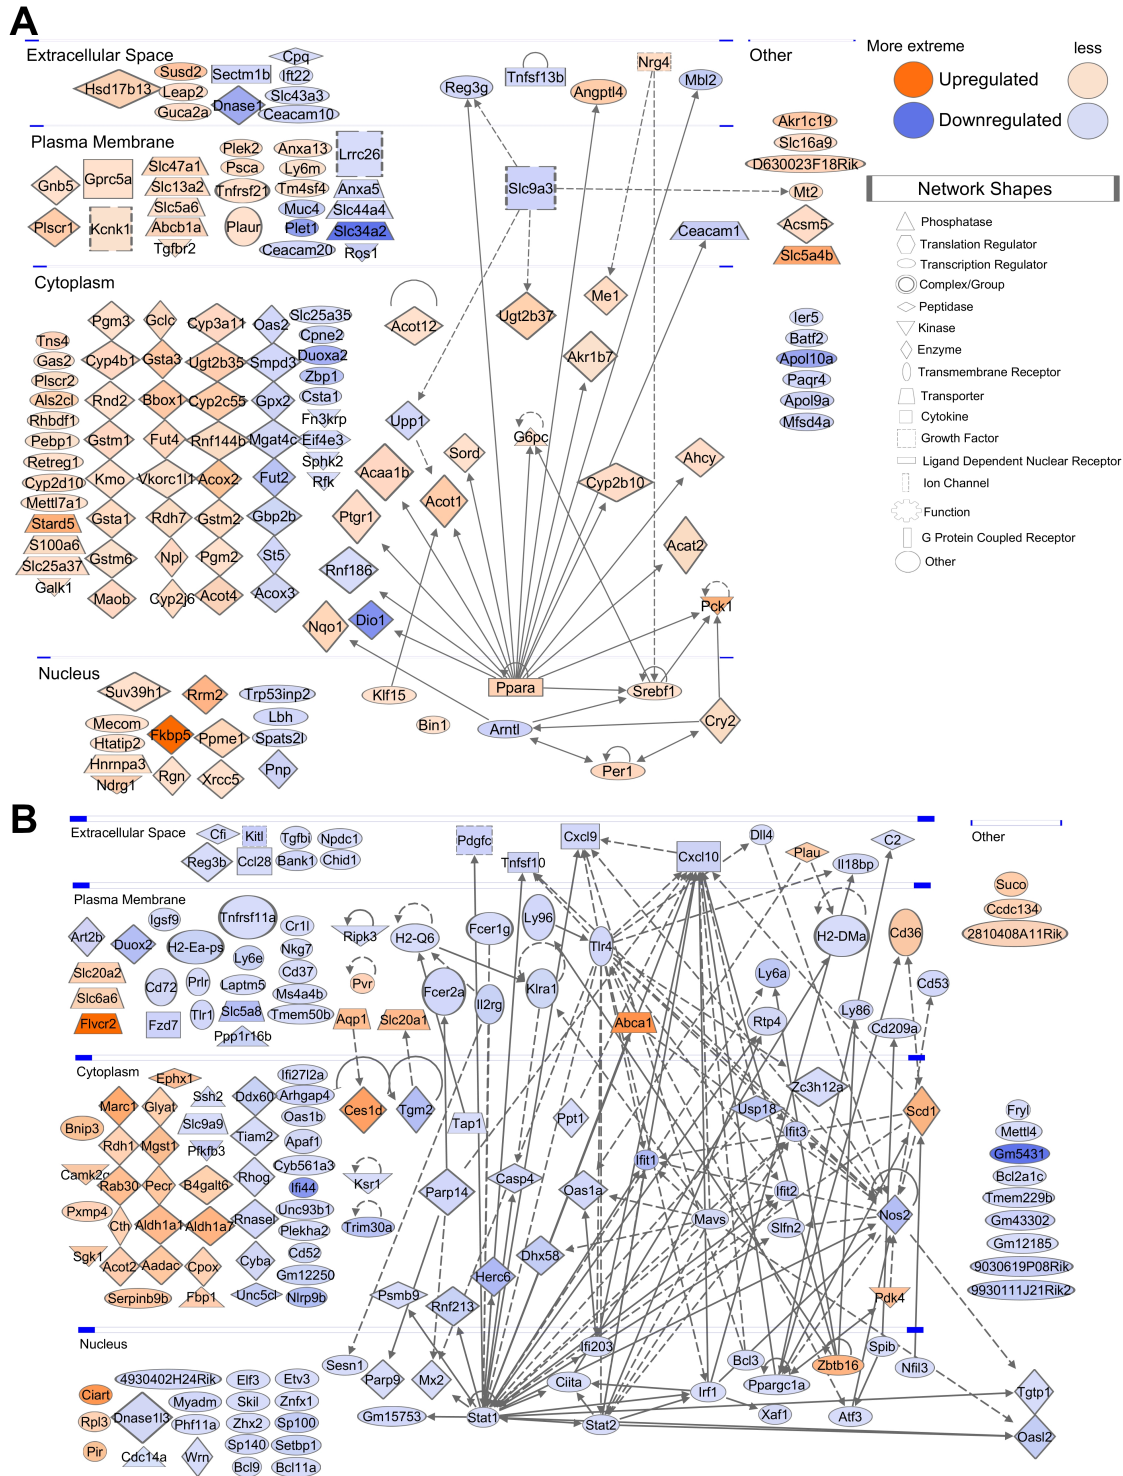 A
Extracellular Space
Hsd17b13
Susd2
Leap2
Guca2a
Sectm1b
Dnase1
Cpq
Ift22
Slc43a3
Ceacam10
Reg3g
Tnfsf13b
Angptl4
Nrg4
Mbl2
Plasma Membrane
Gnb5
Gprc5a
Plscr1
Kcnk1
Slc47a1
Slc13a2
Slc5a6
Abcb1a
Tgfbr2
Plek2
Psca
Tnfrsf21
Plaur
Anxa13
Ly6m
Tm4sf4
Muc4
Plet1
Ceacam20
Lrrc26
Anxa5
Slc44a4
Slc34a2
Ros1
Slc9a3
Ceacam1
Other
Akr1c19
Slc16a9
D630023F18Rik
Mt2
Acsm5
Slc5a4b
Ier5
Batf2
Apol10a
Paqr4
Apol9a
Mfsd4a
More extreme
less
Upregulated
Downregulated
Network Shapes
Phosphatase
Translation Regulator
Transcription Regulator
Complex/Group
Peptidase
Kinase
Enzyme
Transmembrane Receptor
Transporter
Cytokine
Growth Factor
Ligand Dependent Nuclear Receptor
Ion Channel
Function
G Protein Coupled Receptor
Other
Cytoplasm
Tns4
Gas2
Plscr2
Als2cl
Rhbdf1
Pebp1
Retreg1
Cyp2d10
Mettl7a1
Stard5
S100a6
Slc25a37
Galk1
Pgm3
Cyp4b1
Rnd2
Gstm1
Kmo
Gsta1
Gstm6
Maob
Gclc
Gsta3
Bbox1
Fut4
Vkorc1l1
Rdh7
Npl
Cyp2j6
Cyp3a11
Ugt2b35
Cyp2c55
Rnf144b
Acox2
Gstm2
Pgm2
Acot4
Oas2
Smpd3
Gpx2
Mgat4c
Fut2
Gbp2b
St5
Acox3
Slc25a35
Cpne2
Duoxa2
Zbp1
Csta1
Fn3krp
Eif4e3
Sphk2
Rfk
Acot12
Ugt2b37
Me1
Akr1b7
Upp1
G6pc
Sord
Acaa1b
Acot1
Ptgr1
Cyp2b10
Ahcy
Acat2
Rnf186
Nqo1
Dio1
Pck1
Nucleus
Suv39h1
Rrm2
Trp53inp2
Mecom
Htatip2
Hnrnpa3
Ndrg1
Fkbp5
Ppme1
Rgn
Xrcc5
Lbh
Spats2l
Pnp
Klf15
Bin1
Ppara
Arntl
Srebf1
Cry2
Per1
B
Extracellular Space
Cfi
Kitl
Reg3b
Ccl28
Tgfbi
Bank1
Npdc1
Chid1
Pdgfc
Tnfsf10
Cxcl9
Cxcl10
Dll4
Plau
Il18bp
C2
Other
Suco
Ccdc134
2810408A11Rik
Plasma Membrane
Art2b
Duox2
Igsf9
H2-Ea-ps
Tnfrsf11a
Cr1l
Nkg7
Ly6e
Cd37
Slc20a2
Slc6a6
Flvcr2
Cd72
Fzd7
Prlr
Tlr1
Laptm5
Slc5a8
Ppp1r16b
Ms4a4b
Tmem50b
Ripk3
Pvr
Aqp1
Slc20a1
H2-Q6
Fcer1g
Fcer2a
Il2rg
Ly96
Klra1
Tlr4
Abca1
Ly6a
Rtp4
H2-DMa
Cd36
Cd53
Ly86
Cd209a
Cytoplasm
Ephx1
Marc1
Glyat
Bnip3
Rdh1
Mgst1
Camk2g
Rab30
Pecr
B4galt6
Pxmp4
Cth
Aldh1a1
Aldh1a7
Sgk1
Acot2
Aadac
Cpox
Serpinb9b
Fbp1
Ssh2
Slc9a9
Pfkfb3
Ddx60
Tiam2
Rhog
Rnasel
Cyba
Unc5cl
Ifi27l2a
Arhgap4
Oas1b
Apaf1
Cyb561a3
Ifi44
Unc93b1
Plekha2
Cd52
Gm12250
Nlrp9b
Ces1d
Tgm2
Ksr1
Trim30a
Tap1
Parp14
Casp4
Ppt1
Oas1a
Ifit1
Usp18
Ifit3
Zc3h12a
Ifit2
Mavs
Slfn2
Scd1
Nos2
Dhx58
Herc6
Psmb9
Rnf213
Pdk4
Fryl
Mettl4
Gm5431
Bcl2a1c
Tmem229b
Gm43302
Gm12185
9030619P08Rik
9930111J21Rik2
Nucleus
Ciart
Rpl3
Pir
4930402H24Rik
Dnase1l3
Myadm
Phf11a
Cdc14a
Wrn
Elf3
Skil
Zhx2
Sp140
Bcl9
Etv3
Znfx1
Sp100
Setbp1
Bcl11a
Sesn1
Parp9
Mx2
Gm15753
Stat1
Ciita
Ifi203
Stat2
Irf1
Bcl3
Ppargc1a
Xaf1
Zbtb16
Spib
Nfil3
Atf3
Tgtp1
Oasl2